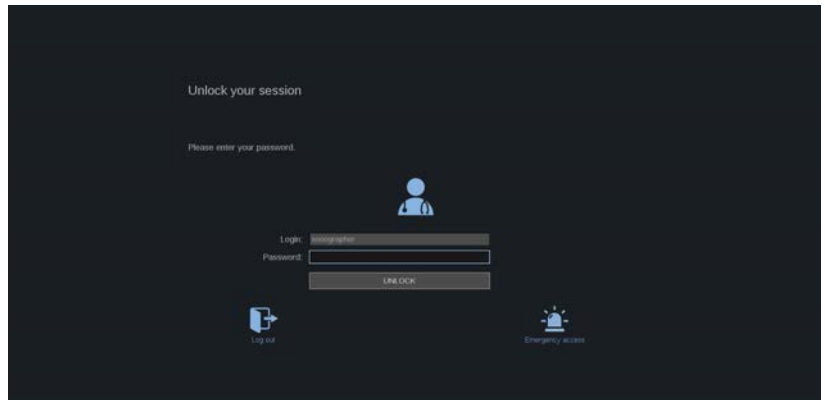 Unlock your session
Please enter your password.
Login: sonographer
Password:
UNLOCK
Log out
Emergency access